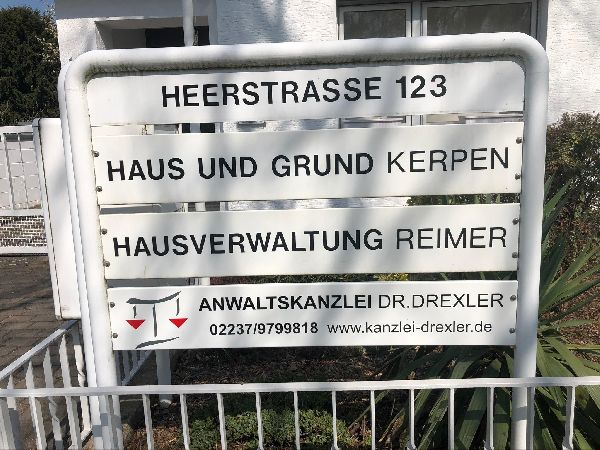 HEERSTRASSE 123
HAUS UND GRUND KERPEN
HAUSVERWALTUNG REIMER
ANWALTSKANZLEI DR.DREXLER
02237/9799818 www.kanzlei-drexler.de